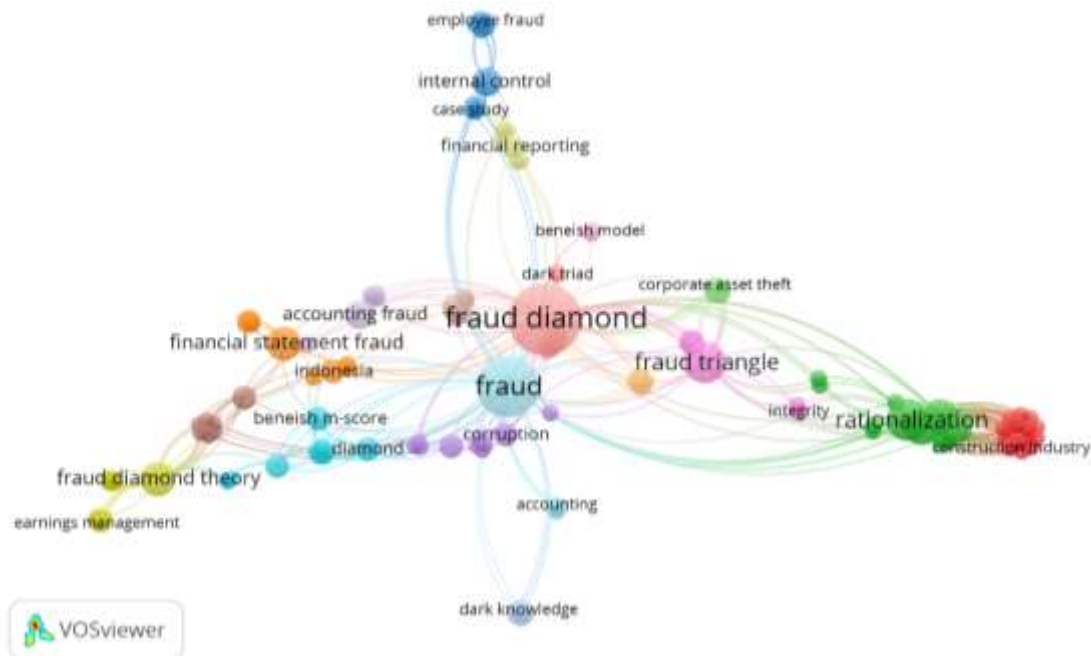 employee fraud
internal control
case study
financial reporting
beneish model
dark triad
corporate asset theft
accounting fraud
fraud diamond
financial statement fraud
fraud triangle
indonesia
fraud
beneish m-score
integrity
rationalization
diamond
corruption
construction industry
fraud diamond theory
accounting
earnings management
dark knowledge
VOSviewer